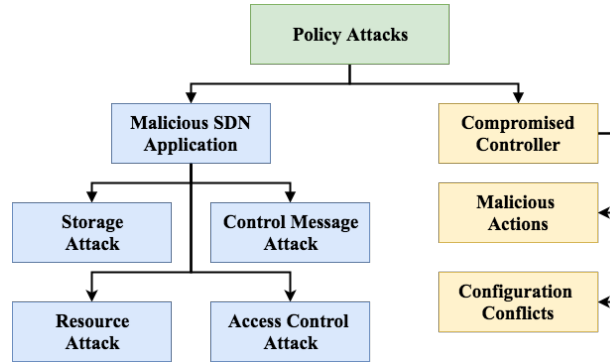 Policy Attacks
Malicious SDN
Application
Compromised
Controller
Storage
Attack
Control Message
Attack
Malicious
Actions
Resource
Attack
Access Control
Attack
Configuration
Conflicts